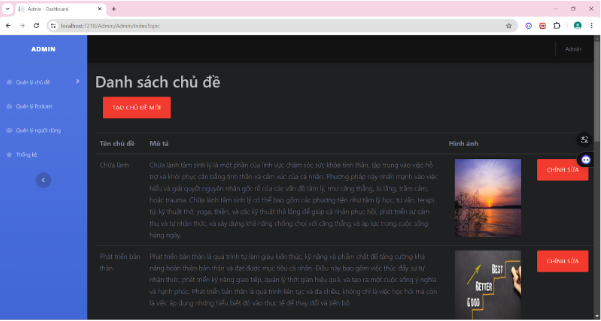 Admin - Dashboard
localhost:1218/Admin/Admin/IndexTopic
ADMIN
Admin
Quản lý chủ đề
Quản lý Podcast
Quản lý người dùng
Thống kê
Danh sách chủ đề
TẠO CHỦ ĐỀ MỚI
Tên chủ đề Mô tả Hình ảnh
Chữa lành
Chữa lành tâm sinh lý là một phần của lĩnh vực chăm sóc sức khỏe tinh thần, tập trung vào việc hỗ
trợ và khôi phục cân bằng tinh thần và cảm xúc của cá nhân. Phương pháp này nhấn mạnh vào việc
hiểu và giải quyết nguyên nhân gốc rễ của các vấn đề tâm lý, như căng thẳng, lo lắng, trầm cảm,
hoặc trauma. Chữa lành tâm sinh lý có thể bao gồm các phương tiện như tâm lý học, tư vấn, terapi
từ, kỹ thuật thở, yoga, thiền, và các kỹ thuật thả lỏng để giúp cá nhân phục hồi, phát triển sự cảm
thụ và tự nhận thức, và xây dựng khả năng chống chọi với căng thẳng và áp lực trong cuộc sống
hàng ngày.
CHỈNH SỬA
Phát triển bản
thân
Phát triển bản thân là quá trình tự làm giàu kiến thức, kỹ năng và phẩm chất để tăng cường khả
năng hoàn thiện bản thân và đạt được mục tiêu cá nhân. Điều này bao gồm việc thúc đẩy sự tự
nhận thức, phát triển kỹ năng giao tiếp, quản lý thời gian hiệu quả, và tạo ra một cuộc sống ý nghĩa
và hạnh phúc. Phát triển bản thân là quá trình liên tục và đa chiều, không chỉ là việc học hỏi mà còn
là việc áp dụng những hiểu biết đó vào thực tế để thay đổi và tiến bộ.
BEST
BETTER
GOOD
CHỈNH SỬA